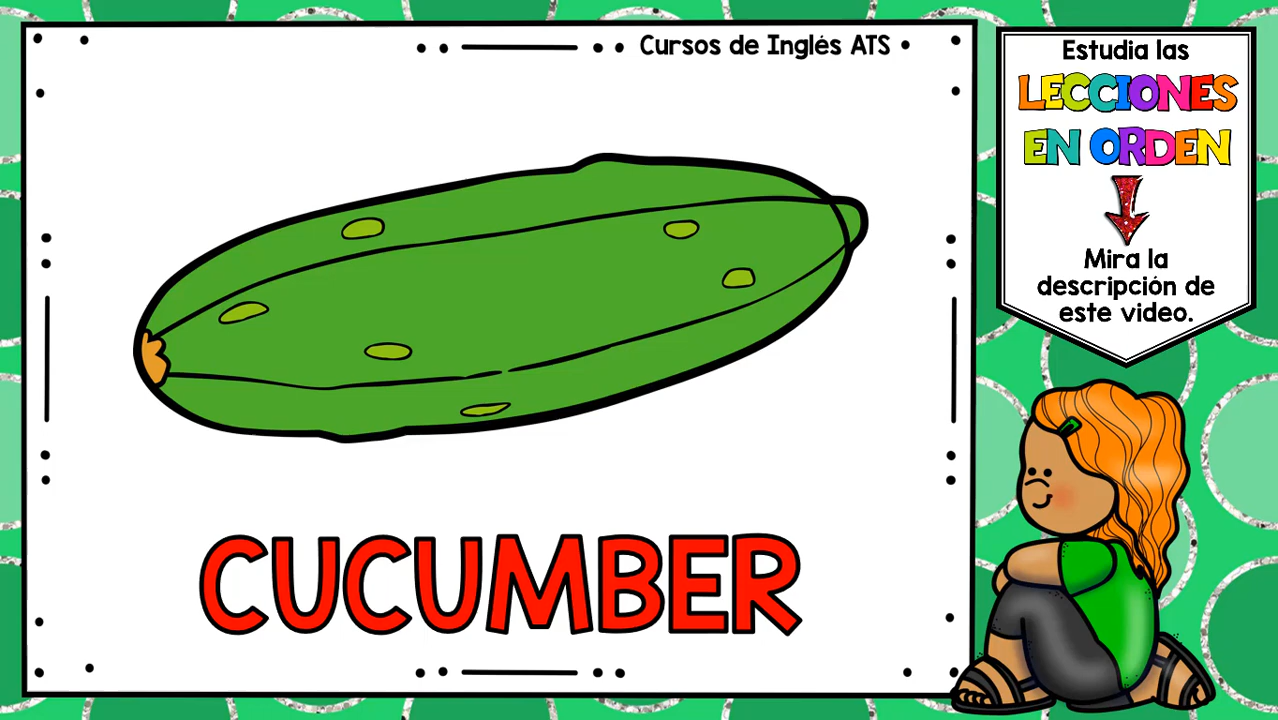 Cursos de Inglés ATS
CUCUMBER
Estudia las
LECCIONES
EN ORDEN
Mira la
descripción de
este video.